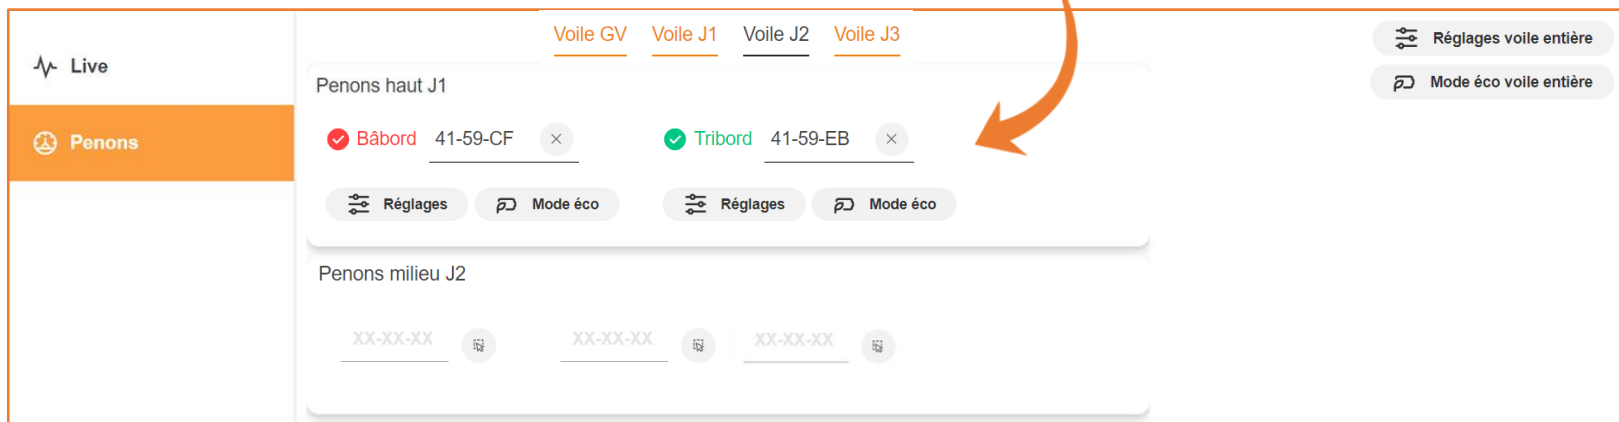 Voile GV Voile J1 Voile J2 Voile J3
Réglages voile entière
Mode éco voile entière
Live
Penons
Penons haut J1
Bâbord 41-59-CF Tribord 41-59-EB
Réglages Mode éco Réglages Mode éco
Penons milieu J2
XX-XX-XX XX-XX-XX XX-XX-XX